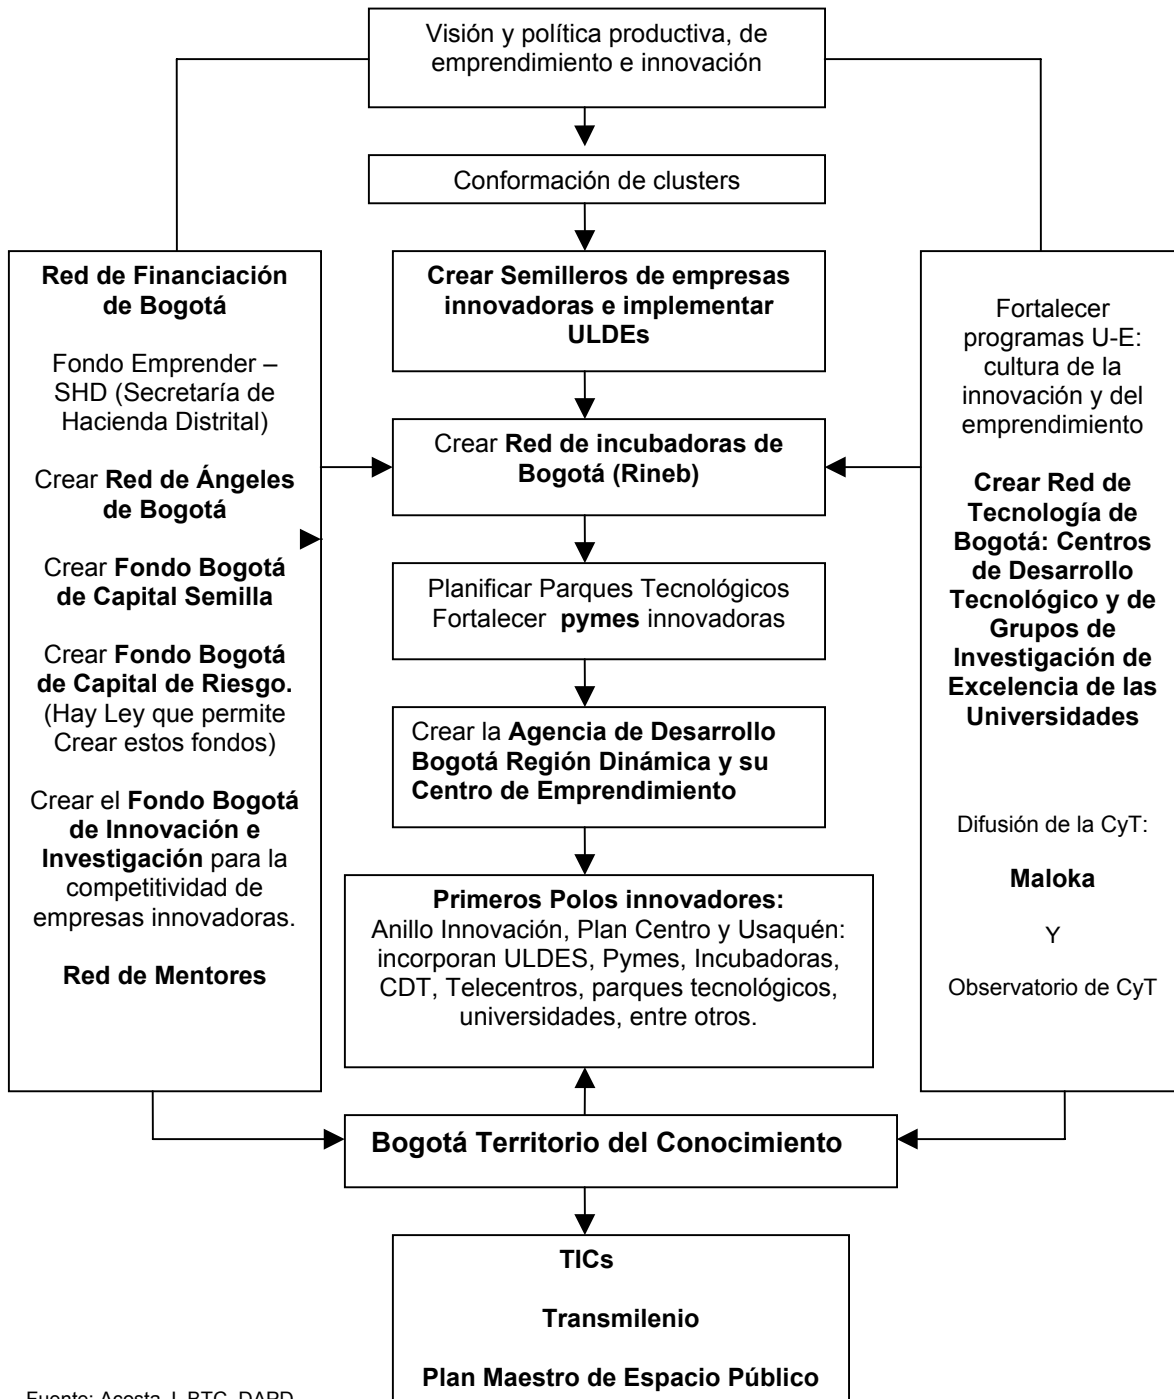 Visión y política productiva, de
emprendimiento e innovación
Conformación de clusters
Red de Financiación
de Bogotá
Fondo Emprender –
SHD (Secretaría de
Hacienda Distrital)
Crear Red de Ángeles
de Bogotá
Crear Fondo Bogotá
de Capital Semilla
Crear Fondo Bogotá
de Capital de Riesgo.
(Hay Ley que permite
Crear estos fondos)
Crear el Fondo Bogotá
de Innovación e
Investigación para la
competitividad de
empresas innovadoras.
Red de Mentores
Crear Semilleros de empresas
innovadoras e implementar
ULDEs
Crear Red de incubadoras de
Bogotá (Rineb)
Planificar Parques Tecnológicos
Fortalecer pymes innovadoras
Crear la Agencia de Desarrollo
Bogotá Región Dinámica y su
Centro de Emprendimiento
Primeros Polos innovadores:
Anillo Innovación, Plan Centro y Usaquén:
incorporan ULDES, Pymes, Incubadoras,
CDT, Telecentros, parques tecnológicos,
universidades, entre otros.
Fortalecer
programas U-E:
cultura de la
innovación y del
emprendimiento
Crear Red de
Tecnología de
Bogotá: Centros
de Desarrollo
Tecnológico y de
Grupos de
Investigación de
Excelencia de las
Universidades
Difusión de la CyT:
Maloka
Y
Observatorio de CyT
Bogotá Territorio del Conocimiento
TICs
Transmilenio
Plan Maestro de Espacio Público
Fuente: Acosta, J. BTC, DAPD